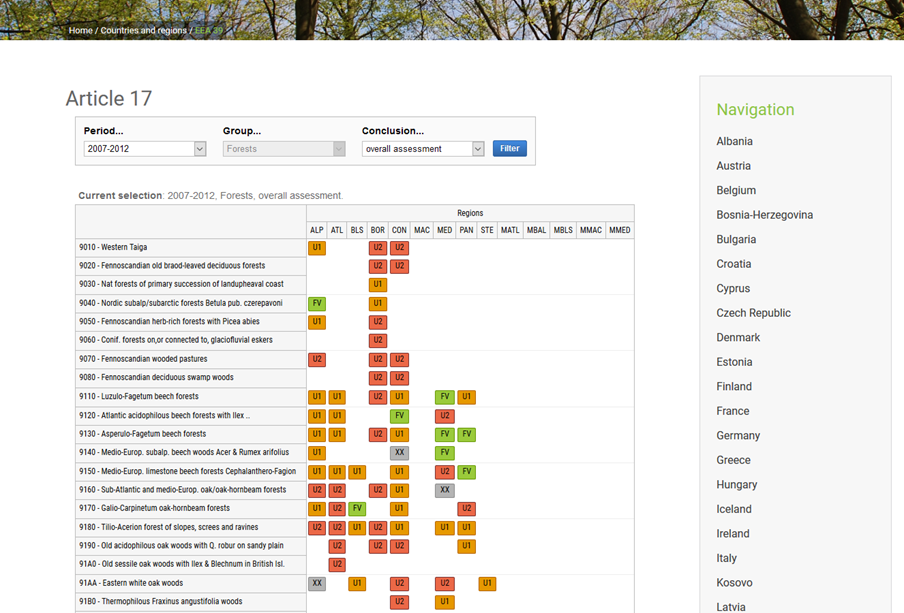 Home / Countries and regions / EEA 39
Article 17
Period... Group... Conclusion...
2007-2012 Forests overall assessment Filter
Current selection: 2007-2012, Forests, overall assessment.
Regions
ALP ATL BLS BOR CON MAC MED PAN STE MATL MBAL MBLS MMAC MMED
9010 - Western Taiga U1 U2 U2
9020 - Fennoscandian old braod-leaved deciduous forests U2 U2
9030 - Nat forests of primary succession of landupheaval coast U1
9040 - Nordic subalp/subarctic forests Betula pub. czerepavoni FV U1
9050 - Fennoscandian herb-rich forests with Picea abies U1 U2
9060 - Conif. forests on,or connected to, glaciofluvial eskers U2
9070 - Fennoscandian wooded pastures U2 U2 U2
9080 - Fennoscandian deciduous swamp woods U2 U2
9110 - Luzulo-Fagetum beech forests U1 U1 U2 U1 FV U1
9120 - Atlantic acidophilous beech forests with Ilex .. U1 U1 FV U2
9130 - Asperulo-Fagetum beech forests U1 U1 U2 U1 FV FV
9140 - Medio-Europ. subalp. beech woods Acer & Rumex arifolius U1 XX FV
9150 - Medio-Europ. limestone beech forests Cephalanthero-Fagion U1 U1 U1 U1 U2 FV
9160 - Sub-Atlantic and medio-Europ. oak/oak-hornbeam forests U2 U2 U2 U1 XX
9170 - Galio-Carpinetum oak-hornbeam forests U1 U2 FV U1 U2
9180 - Tilio-Acerion forest of slopes, screes and ravines U2 U2 U1 U2 U1 U1 U1
9190 - Old acidophilous oak woods with Q. robur on sandy plain U2 U2 U2 U1
91A0 - Old sessile oak woods with Ilex & Blechnum in British Isl. U2
91AA - Eastern white oak woods XX U1 U2 U2 U1
91B0 - Thermophilous Fraxinus angustifolia woods U2 U1
Navigation
Albania
Austria
Belgium
Bosnia-Herzegovina
Bulgaria
Croatia
Cyprus
Czech Republic
Denmark
Estonia
Finland
France
Germany
Greece
Hungary
Iceland
Ireland
Italy
Kosovo
Latvia